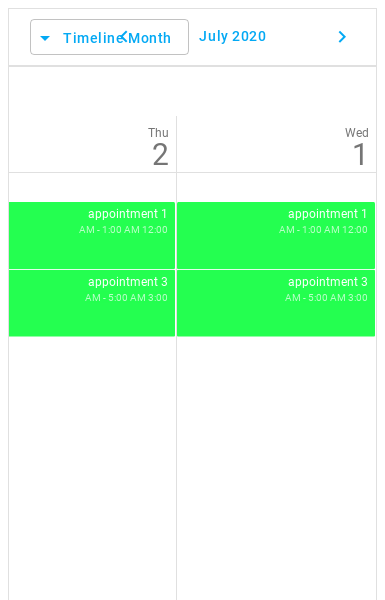 Timeline Month
July 2020
Thu
2
Wed
1
appointment 1
AM - 1:00 AM 12:00
appointment 1
AM - 1:00 AM 12:00
appointment 3
AM - 5:00 AM 3:00
appointment 3
AM - 5:00 AM 3:00